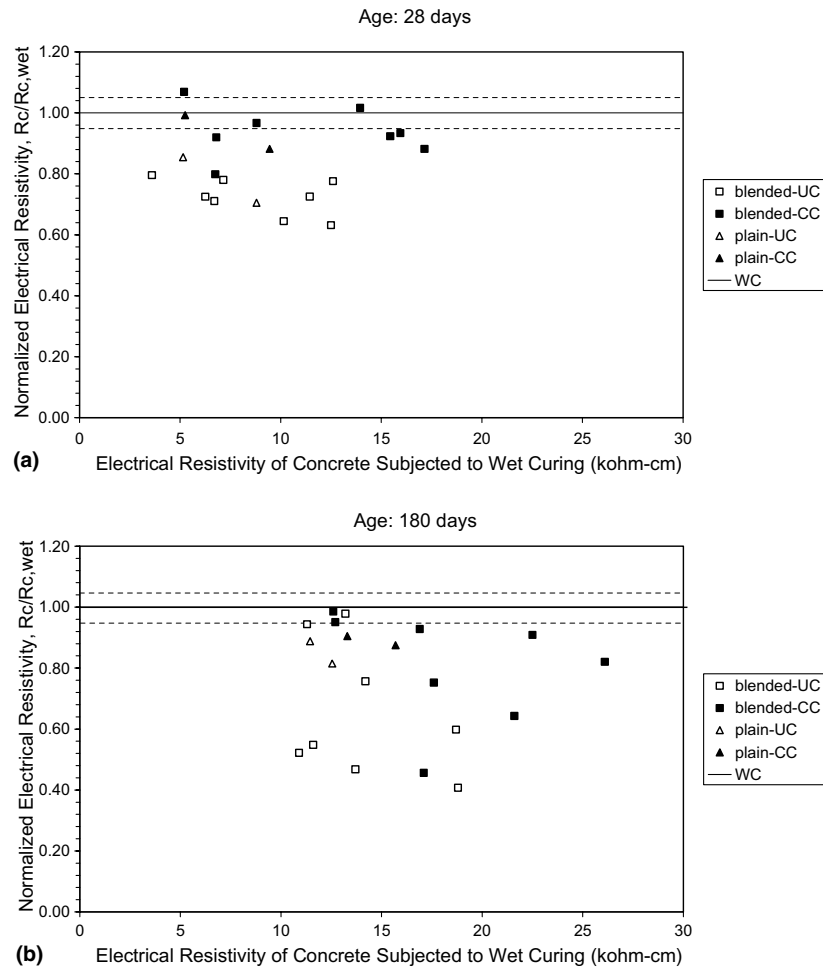 Age: 28 days
Normalized Electrical Resistivity, Rc/Rc,wet
1.20
1.00
0.80
0.60
0.40
0.20
0.00
0 5 10 15 20 25 30
(a) Electrical Resistivity of Concrete Subjected to Wet Curing (kohm-cm)
blended-UC
blended-CC
plain-UC
plain-CC
WC
Age: 180 days
Normalized Electrical Resistivity, Rc/Rc,wet
1.20
1.00
0.80
0.60
0.40
0.20
0.00
0 5 10 15 20 25 30
(b) Electrical Resistivity of Concrete Subjected to Wet Curing (kohm-cm)
blended-UC
blended-CC
plain-UC
plain-CC
WC